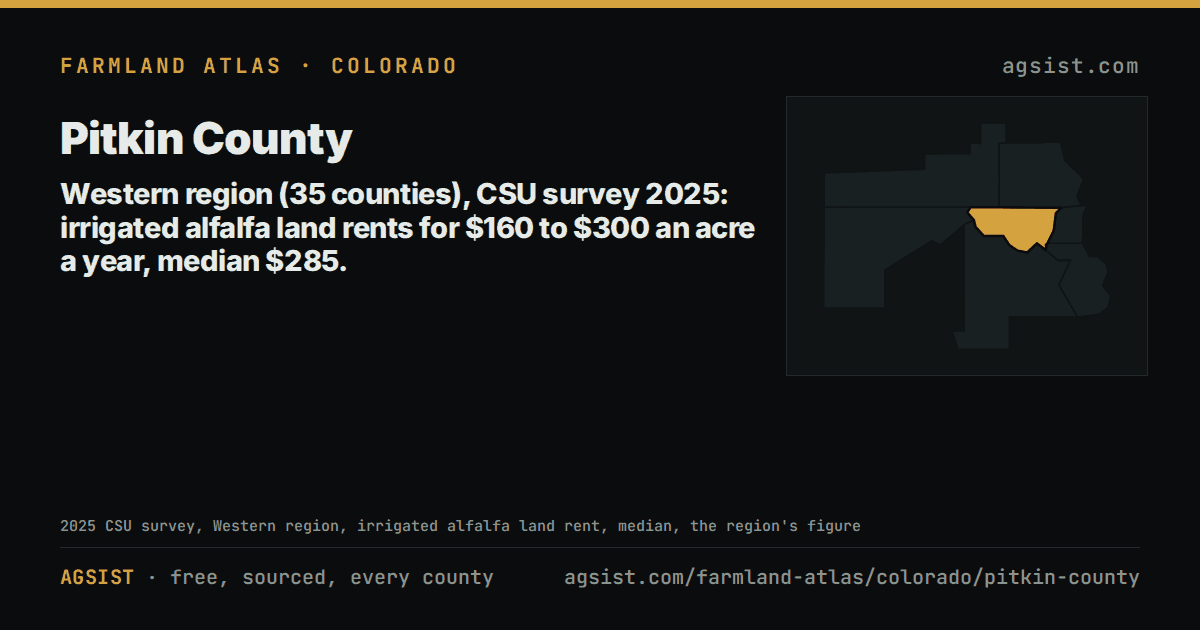 FARMLAND ATLAS · COLORADO
agsist.com
Pitkin County
Western region (35 counties), CSU survey 2025:
irrigated alfalfa land rents for $160 to $300 an acre
a year, median $285.
2025 CSU survey, Western region, irrigated alfalfa land rent, median, the region's figure
AGSIST · free, sourced, every county
agsist.com/farmland-atlas/colorado/pitkin-county